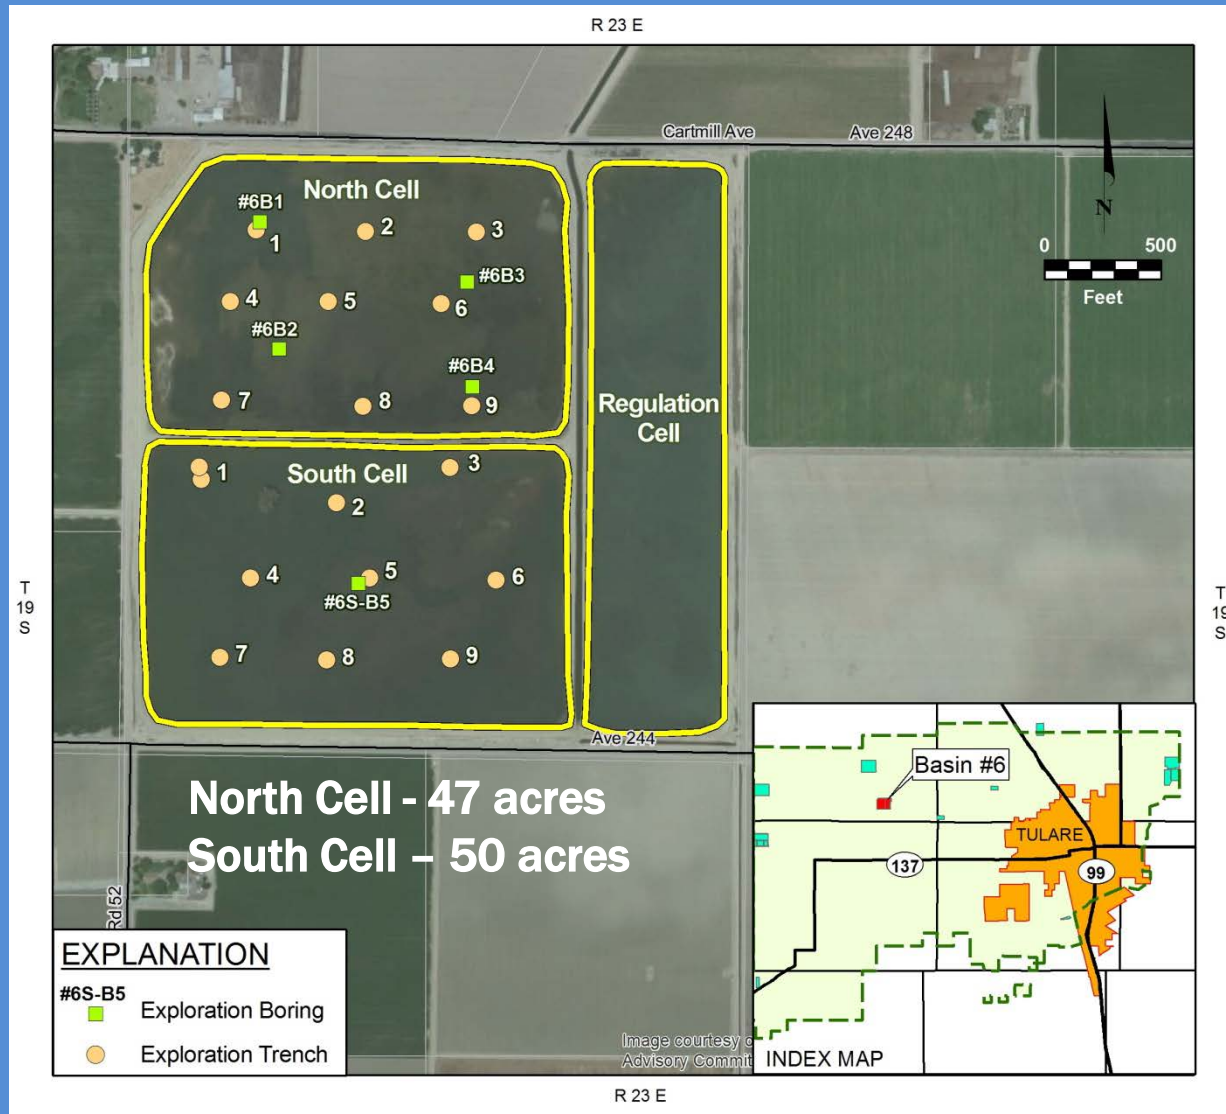 R 23 E
Cartmill Ave
Ave 248
North Cell
#6B1
1
2
3
#6B3
4
5
6
#6B2
#6B4
7
8
9
N
0 500
Feet
Regulation
Cell
South Cell
1
3
2
4
5
6
#6S-B5
7
8
9
T
19
S
T
19
S
Ave 244
North Cell - 47 acres
South Cell – 50 acres
Rd 52
EXPLANATION
#6S-B5
Exploration Boring
Exploration Trench
Image courtesy
Advisory
Basin #6
TULARE
137
99
INDEX MAP
R 23 E